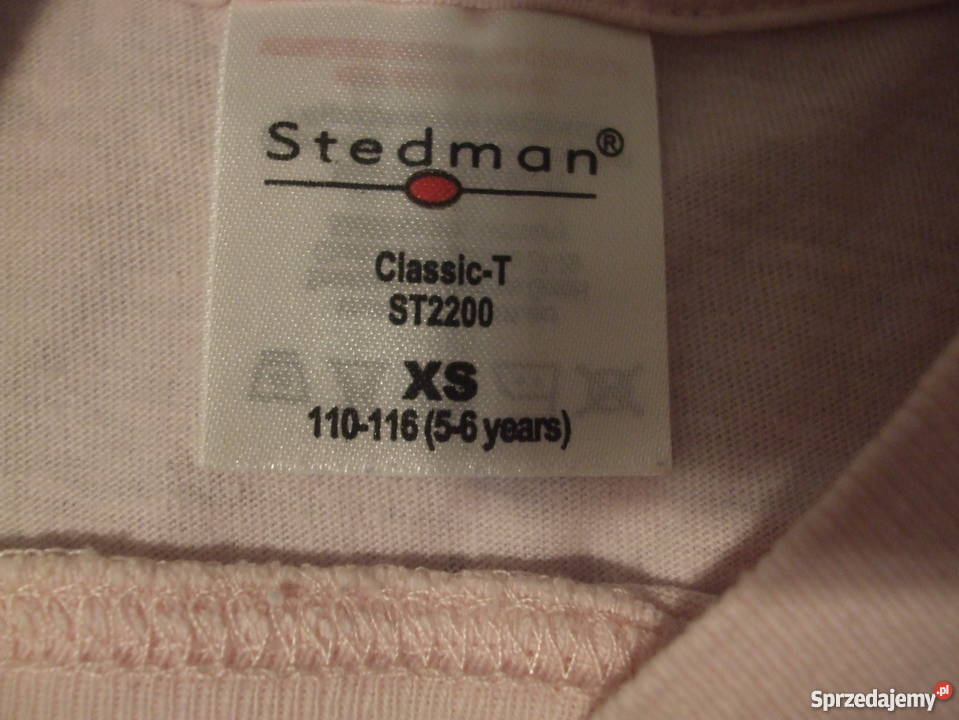 Stedman®
Classic-T
ST2200
XS
110-116 (5-6 years)
Sprzedajemy.pl